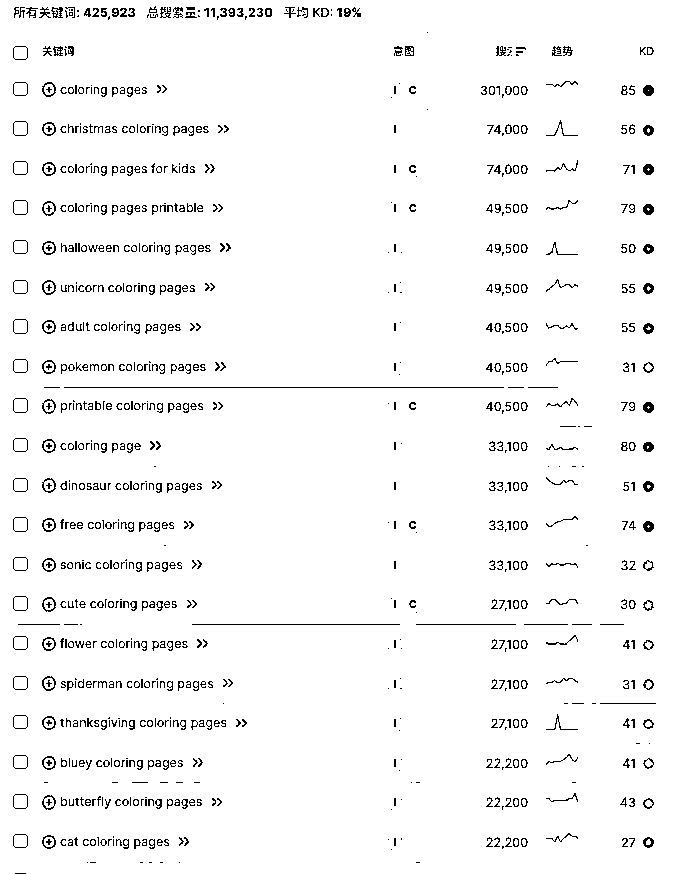 所有关键词: 425,923 总搜索量: 11,393,230 平均 KD: 19%
关键词 意图 趋势 KD
coloring pages I C 301,000 85
christmas coloring pages I 74,000 56
coloring pages for kids I C 74,000 71
coloring pages printable I C 49,500 79
halloween coloring pages I 49,500 50
unicorn coloring pages I 49,500 55
adult coloring pages I 40,500 55
pokemon coloring pages I 40,500 31
printable coloring pages I C 40,500 79
coloring page I 33,100 80
dinosaur coloring pages I 33,100 51
free coloring pages I C 33,100 74
sonic coloring pages I 33,100 32
cute coloring pages I C 27,100 30
flower coloring pages I 27,100 41
spiderman coloring pages I 27,100 31
thanksgiving coloring pages I 27,100 41
bluey coloring pages I 22,200 41
butterfly coloring pages I 22,200 43
cat coloring pages I 22,200 27